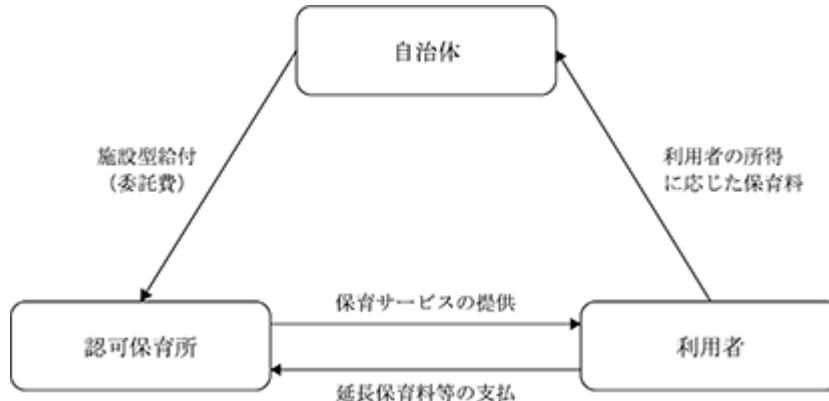 自治体
施設型給付
（委託費）
利用者の所得
に応じた保育料
保育サービスの提供
認可保育所
利用者
延長保育料等の支払